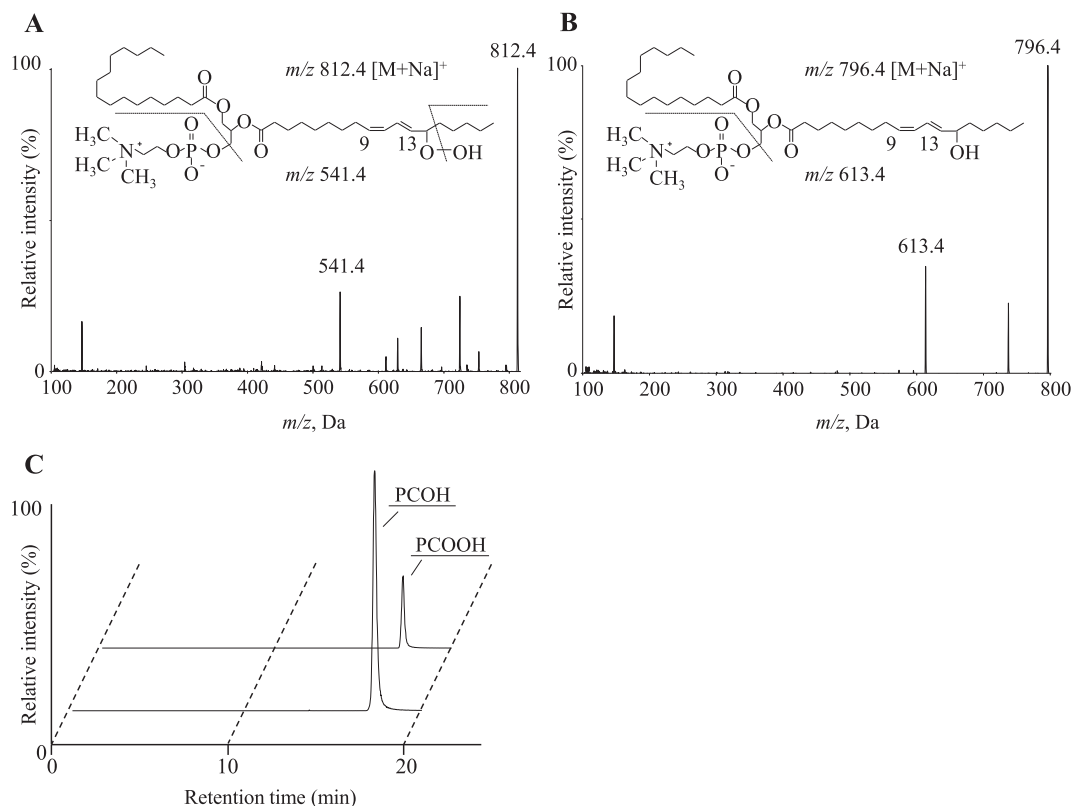 A
100
812.4
m/z 812.4 [M+Na]+
O
O
O
O
H3C
H3C
N+
CH3
O
P
O
O
O-
9
13
O
OH
m/z 541.4
541.4
Relative intensity (%)
0
100 200 300 400 500 600 700 800
m/z, Da
B
100
796.4
m/z 796.4 [M+Na]+
O
O
O
O
H3C
H3C
N+
CH3
O
P
O
O
O-
9
13
OH
m/z 613.4
613.4
Relative intensity (%)
0
100 200 300 400 500 600 700 800
m/z, Da
C
100
PCOH
PCOOH
Relative intensity (%)
0
0 10 20
Retention time (min)